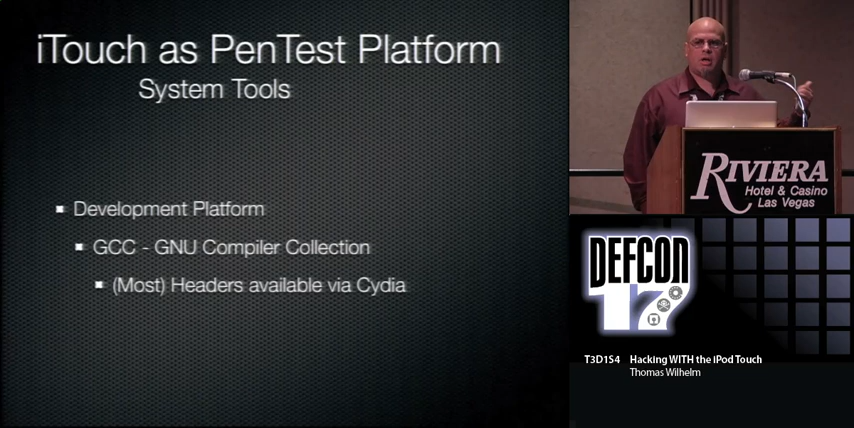 iTouch as PenTest Platform
System Tools
Development Platform
GCC - GNU Compiler Collection
(Most) Headers available via Cydia
RIVIERA
Hotel & Casino
Las Vegas
DEFCON
17
T3D1S4 Hacking WITH the iPod Touch
Thomas Wilhelm